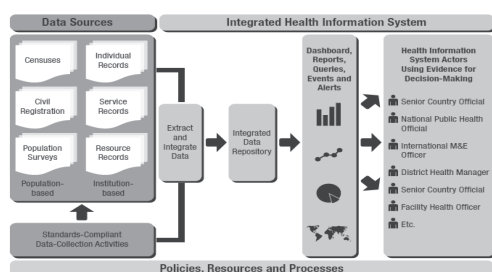 Data Sources
Integrated Health Information System
Censuses
Individual
Records
Civil
Registration
Service
Records
Population
Surveys
Resource
Records
Population-
based
Institution-
based
Standards-Compliant
Data-Collection Activities
Extract
and
Integrate
Data
Integrated
Data
Repository
Dashboard,
Reports,
Queries,
Events and
Alerts
Health Information
System Actors
Using Evidence for
Decision-Making
Senior Country Official
National Public Health
Official
International M&E
Officer
District Health Manager
Senior Country Official
Facility Health Officer
Etc.
Policies, Resources and Processes